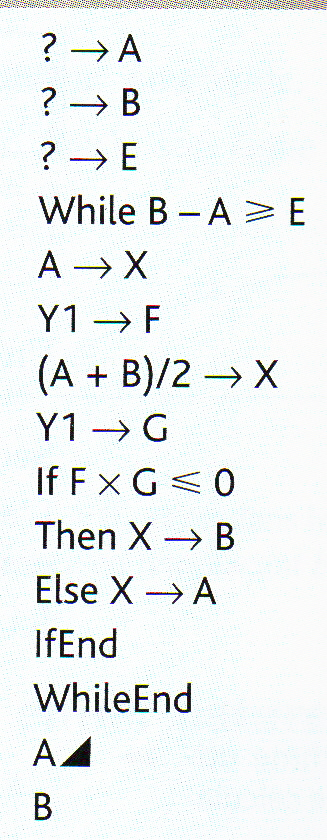 ? → A
? → B
? → E
While B – A ⩾ E
A → X
Y1 → F
(A + B)/2 → X
Y1 → G
If F × G ⩽ 0
Then X → B
Else X → A
IfEnd
WhileEnd
A◢
B